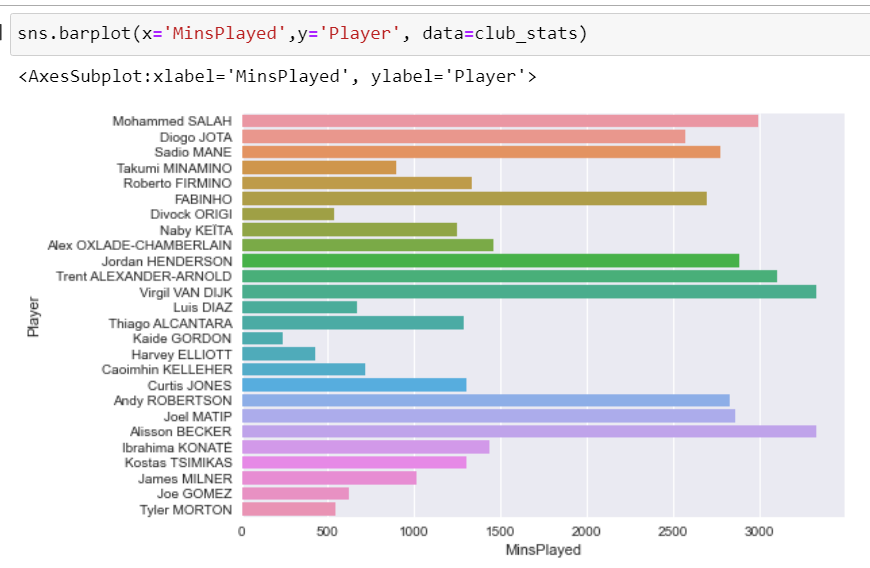 sns.barplot(x='MinsPlayed',y='Player', data=club_stats)
<AxesSubplot:xlabel='MinsPlayed', ylabel='Player'>
Mohammed SALAH
Diogo JOTA
Sadio MANE
Takumi MINAMINO
Roberto FIRMINO
FABINHO
Divock ORIGI
Naby KEÏTA
Alex OXLADE-CHAMBERLAIN
Jordan HENDERSON
Trent ALEXANDER-ARNOLD
Virgil VAN DIJK
Luis DIAZ
Thiago ALCANTARA
Kaide GORDON
Harvey ELLIOTT
Caoimhin KELLEHER
Curtis JONES
Andy ROBERTSON
Joel MATIP
Alisson BECKER
Ibrahima KONATÉ
Kostas TSIMIKAS
James MILNER
Joe GOMEZ
Tyler MORTON
Player
0 500 1000 1500 2000 2500 3000
MinsPlayed